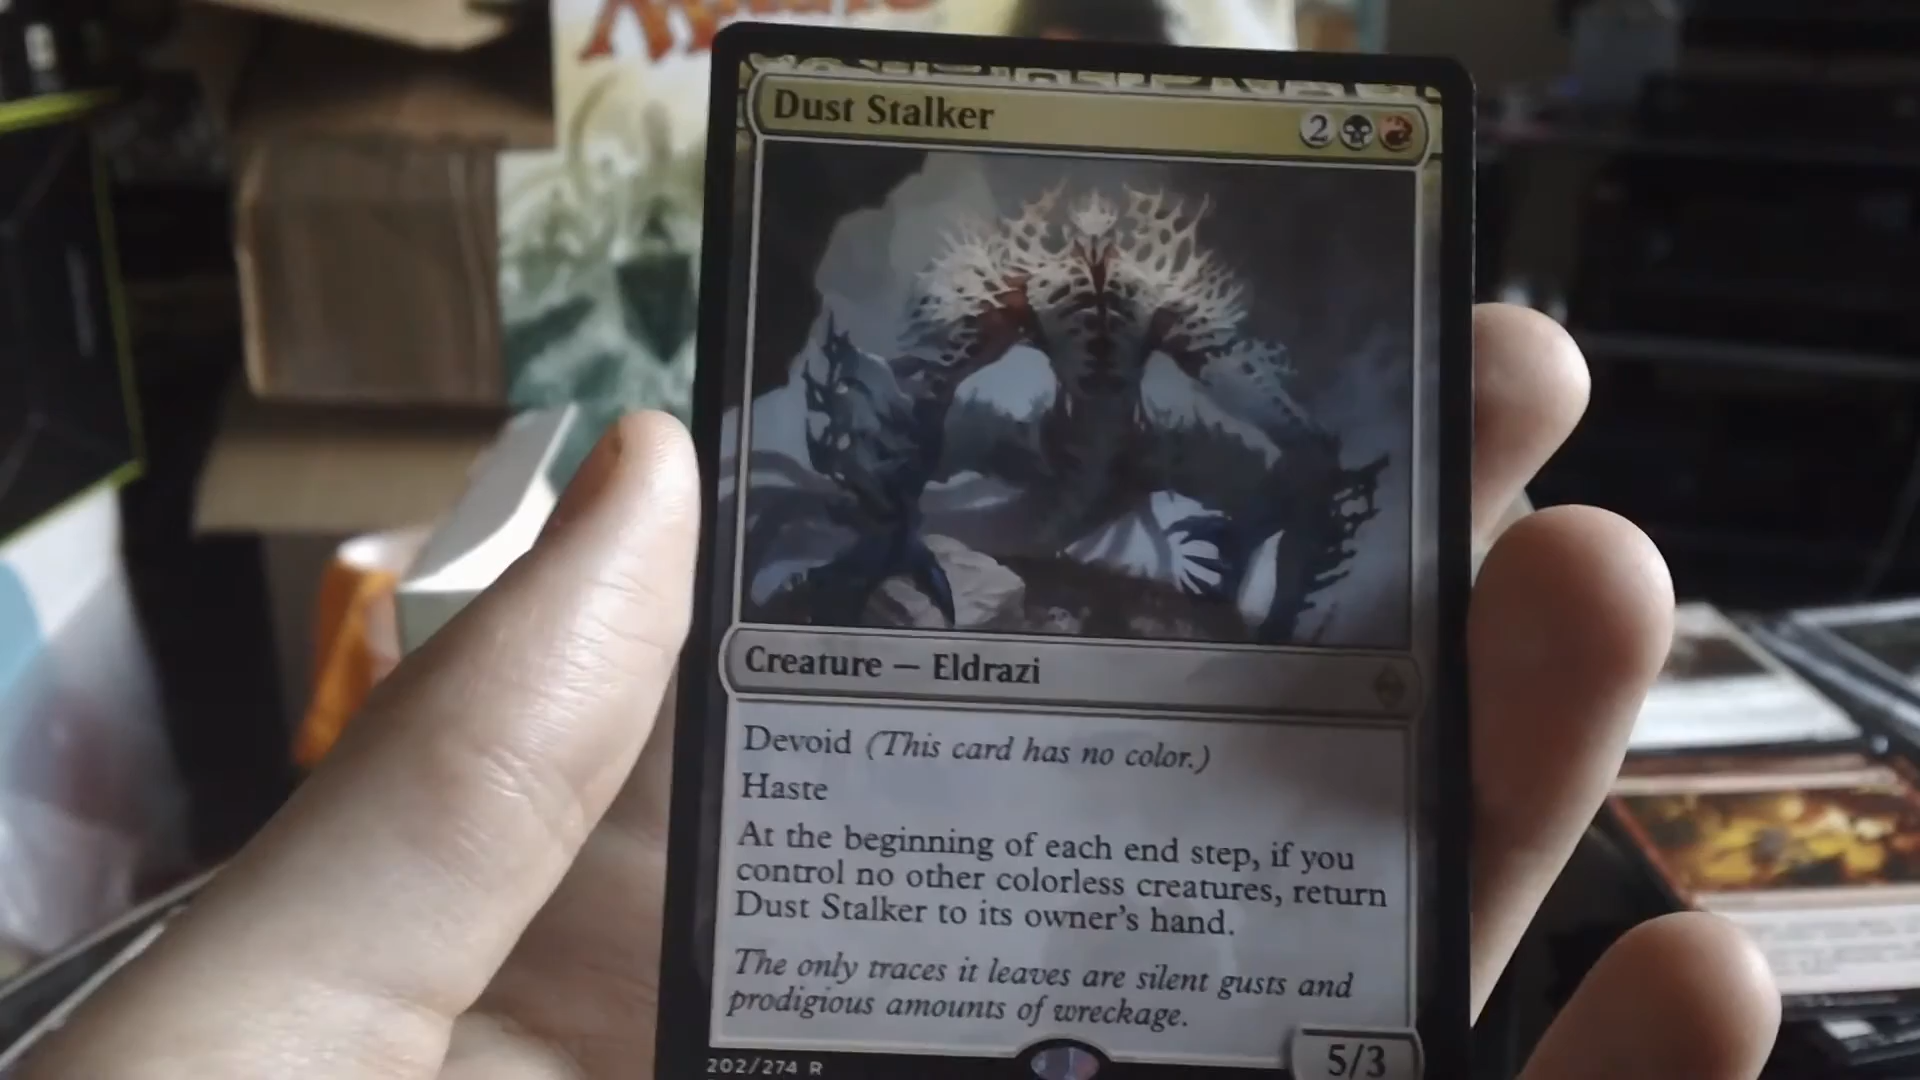 Dust Stalker
2
Creature — Eldrazi
Devoid (This card has no color.)
Haste
At the beginning of each end step, if you
control no other colorless creatures, return
Dust Stalker to its owner's hand.
The only traces it leaves are silent gusts and
prodigious amounts of wreckage.
202/274 R
5/3